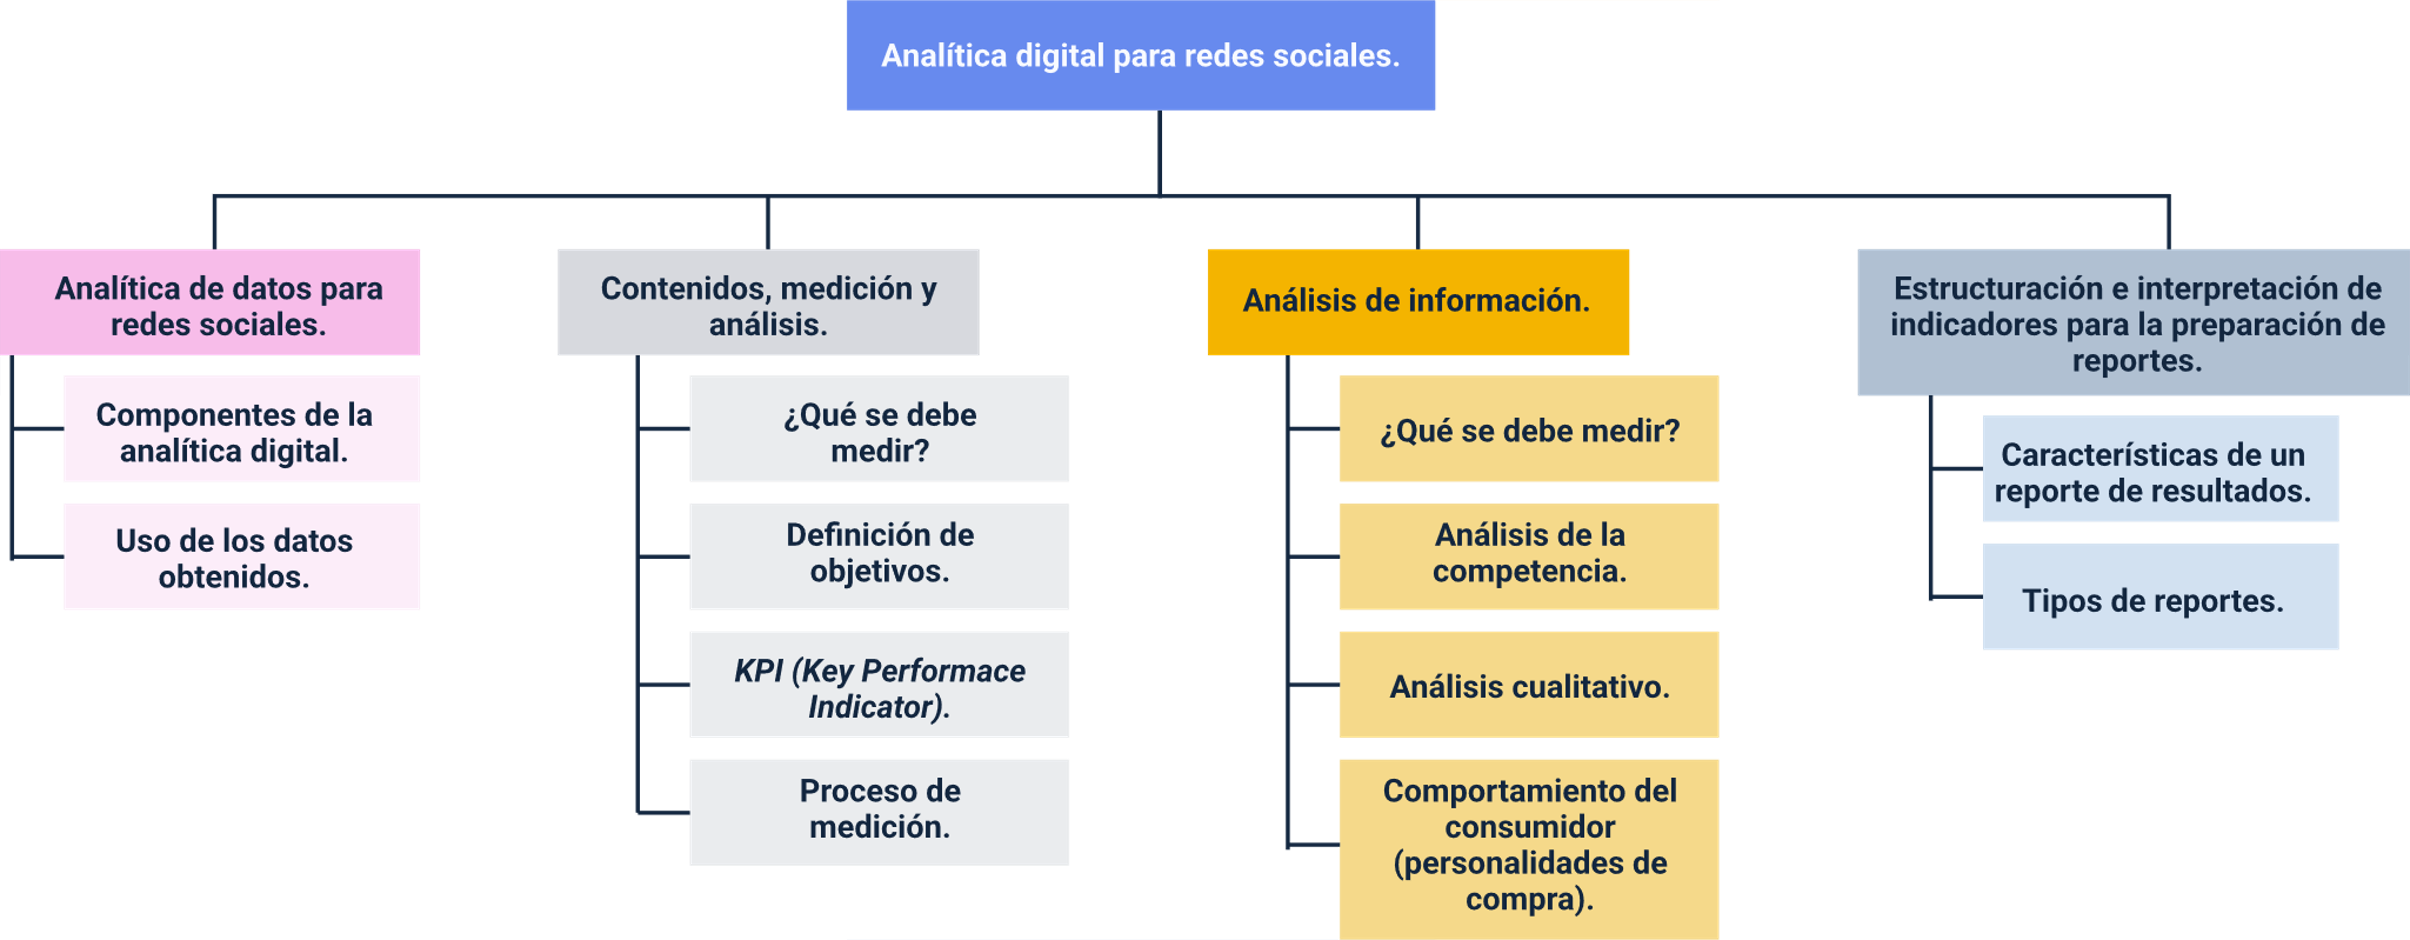 Analítica digital para redes sociales.
Analítica de datos para
redes sociales.
Componentes de la
analítica digital.
Uso de los datos
obtenidos.
Contenidos, medición y
análisis.
¿Qué se debe
medir?
Definición de
objetivos.
KPI (Key Performace
Indicator).
Proceso de
medición.
Análisis de información.
¿Qué se debe medir?
Análisis de la
competencia.
Análisis cualitativo.
Comportamiento del
consumidor
(personalidades de
compra).
Estructuración e interpretación de
indicadores para la preparación de
reportes.
Características de un
reporte de resultados.
Tipos de reportes.